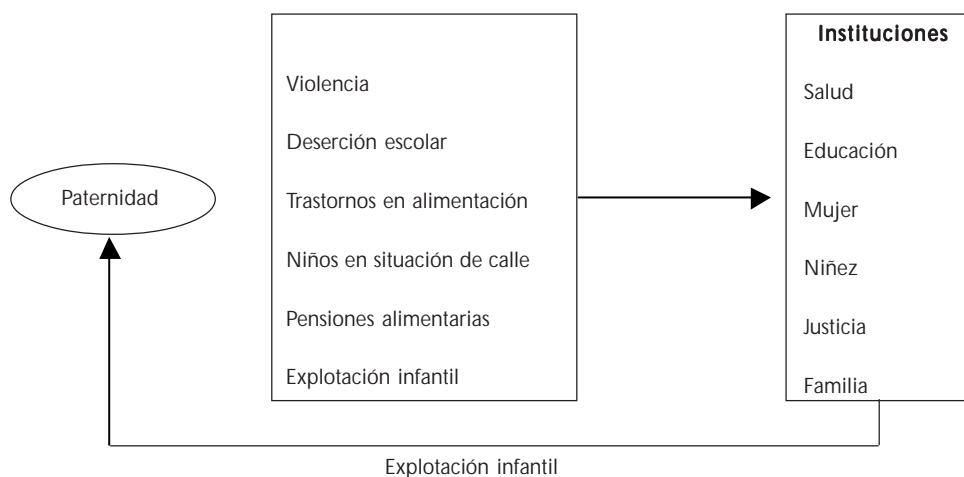 Paternidad
Violencia
Deserción escolar
Trastornos en alimentación
Niños en situación de calle
Pensiones alimentarias
Explotación infantil
Instituciones
Salud
Educación
Mujer
Niñez
Justicia
Familia
Explotación infantil